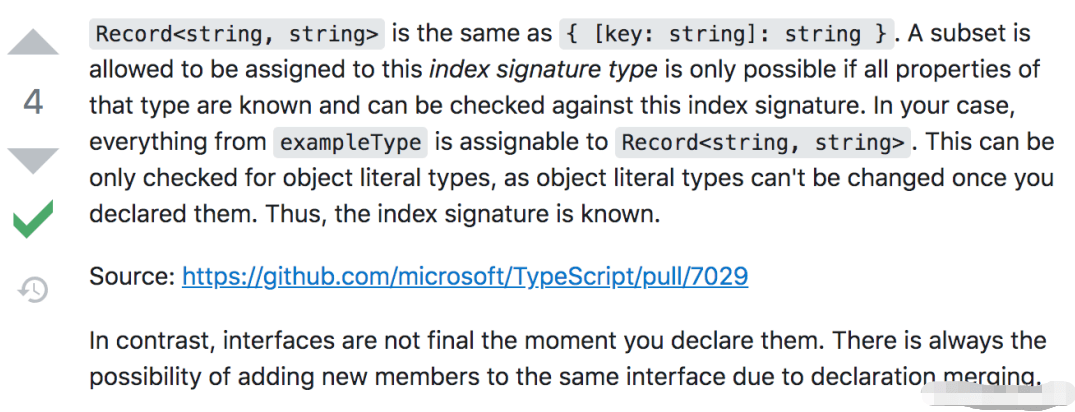 Record<string, string> is the same as { [key: string]: string }. A subset is
allowed to be assigned to this index signature type is only possible if all properties of
4
that type are known and can be checked against this index signature. In your case,
everything from exampleType is assignable to Record<string, string>. This can be
only checked for object literal types, as object literal types can't be changed once you
declared them. Thus, the index signature is known.
Source: https://github.com/microsoft/TypeScript/pull/7029
In contrast, interfaces are not final the moment you declare them. There is always the
possibility of adding new members to the same interface due to declaration merging.